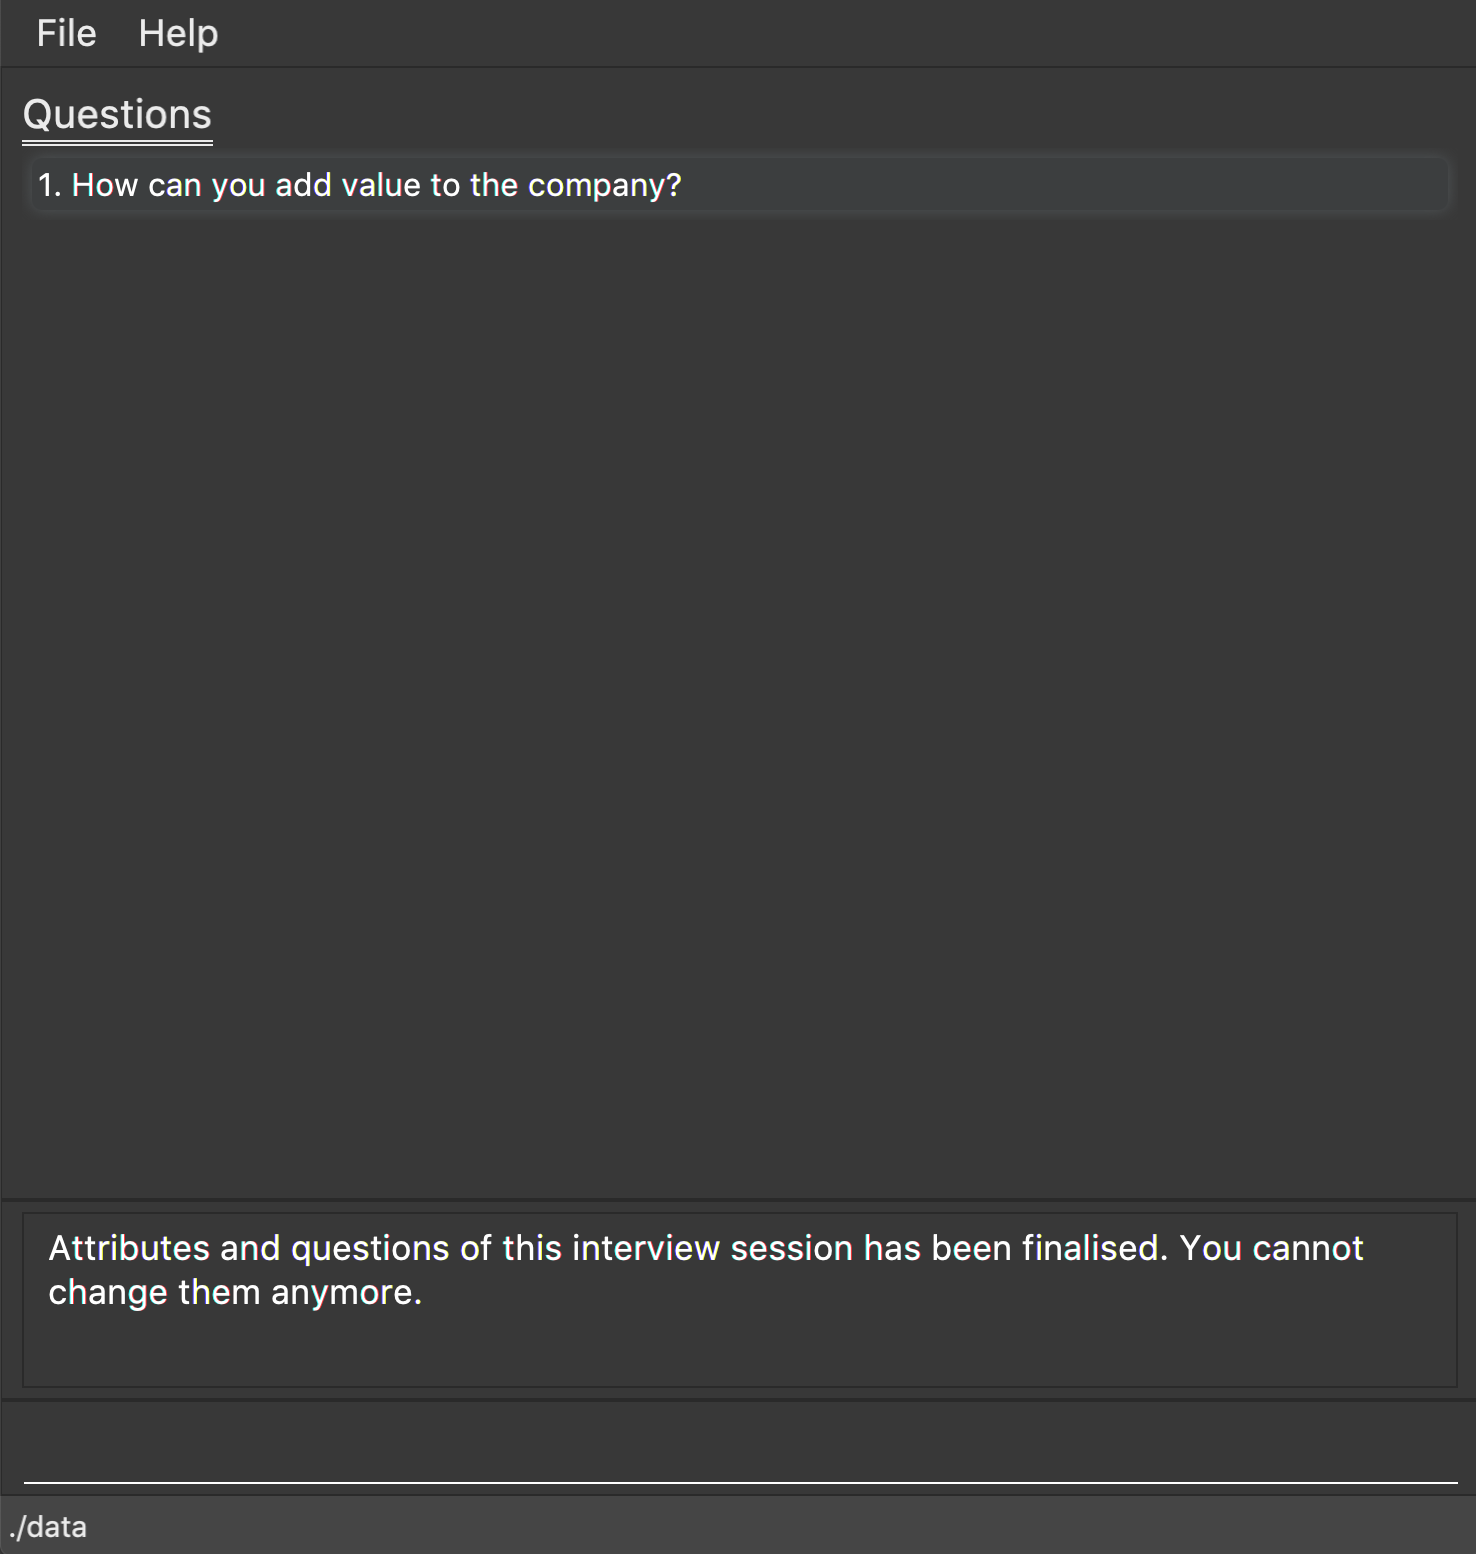 File Help
Questions
1. How can you add value to the company?
Attributes and questions of this interview session has been finalised. You cannot
change them anymore.
./data